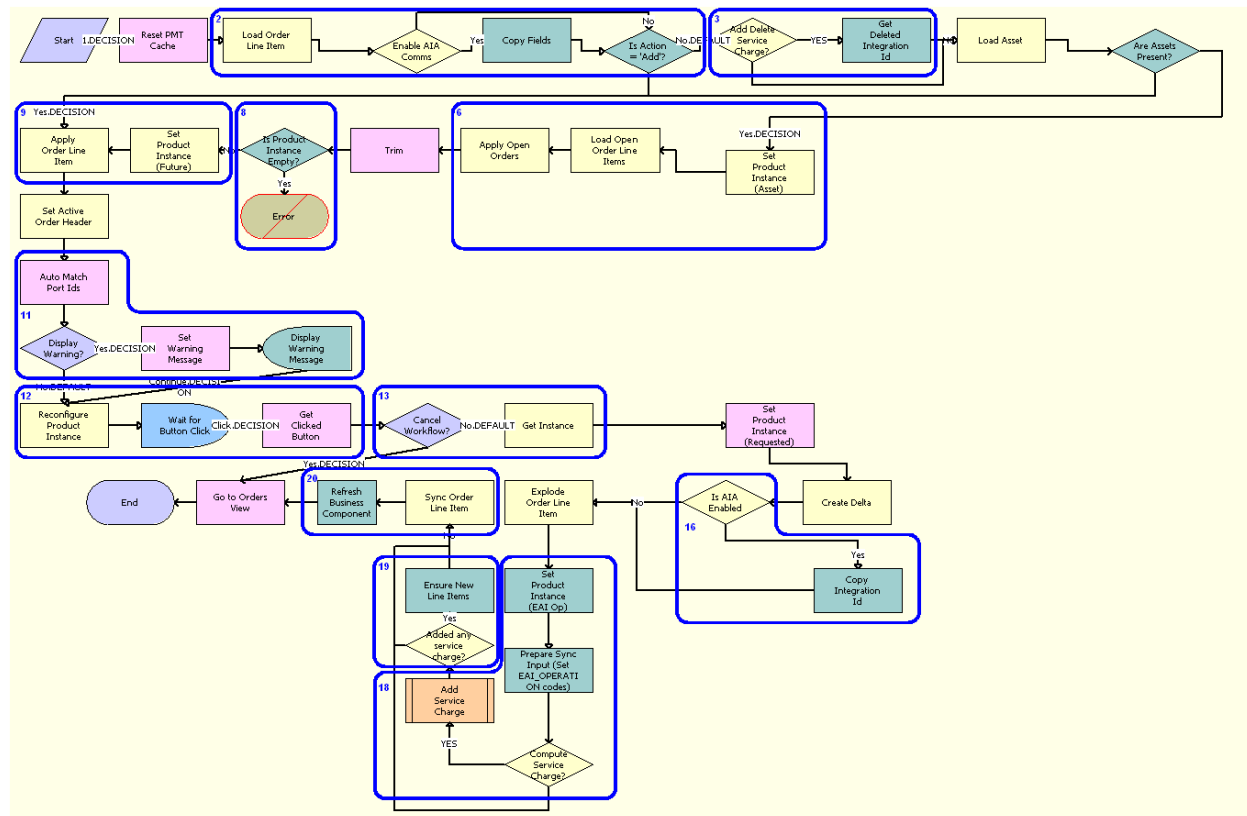 2
3
Start
1.DECISION
Reset PMT
Cache
Load Order
Line Item
Enable AIA
Comms
Yes
Copy Fields
No
Is Action
= 'Add'?
No.DEFAULT
Add Delete
Service
Charge?
YES
Get
Deleted
Integration
Id
Load Asset
Are Assets
Present?
9
Yes.DECISION
Apply
Order Line
Item
Set
Product
Instance
(Future)
No
8
Is Product
Instance
Empty?
Yes
Error
Trim
6
Apply Open
Orders
Load Open
Order Line
Items
Yes.DECISION
Set
Product
Instance
(Asset)
Set Active
Order Header
Auto Match
Port Ids
11
Display
Warning?
Yes.DECISION
Set
Warning
Message
Display
Warning
Message
No.DEFAULT
Continue.DECISI
ON
12
Reconfigure
Product
Instance
Wait for
Button Click
Click.DECISION
Get
Clicked
Button
13
Cancel
Workflow?
No.DEFAULT
Get Instance
Set
Product
Instance
(Requested)
Yes.DECISION
End
Go to Orders
View
20
Refresh
Business
Component
Sync Order
Line Item
No
Explode
Order Line
Item
No
Is AIA
Enabled
Create Delta
16
Yes
Copy
Integration
Id
19
Ensure New
Line Items
Yes
Added any
service
charge?
Set
Product
Instance
(EAI Op)
Prepare Sync
Input (Set
EAI_OPERATI
ON codes)
18
Add
Service
Charge
YES
Compute
Service
Charge?